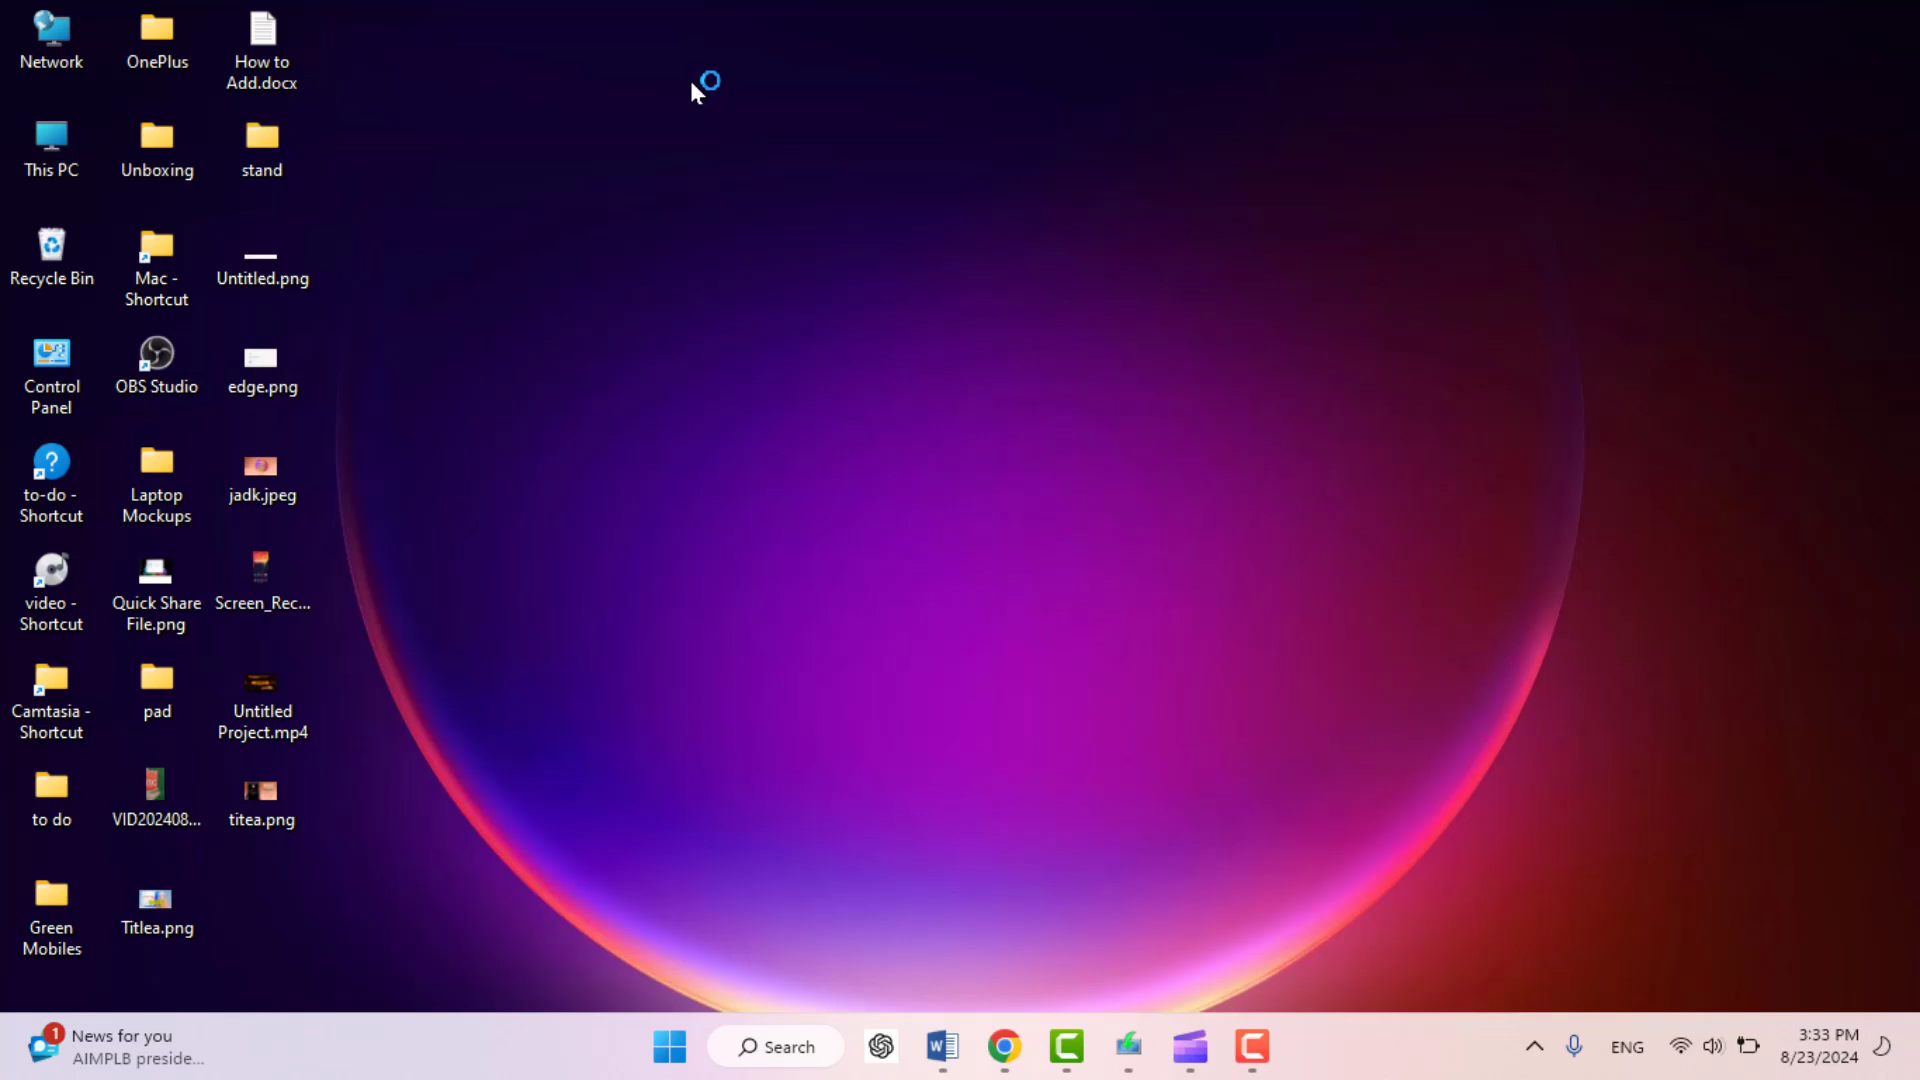 Network
OnePlus
How to
Add.docx
This PC
Unboxing
stand
Recycle Bin
Mac -
Shortcut
Untitled.png
Control
Panel
OBS Studio
edge.png
to-do -
Shortcut
Laptop
Mockups
jadk.jpeg
video -
Shortcut
Quick Share
File.png
Screen_Rec...
Camtasia -
Shortcut
pad
Untitled
Project.mp4
to do
VID202408...
titea.png
Green
Mobiles
Titlea.png
1
News for you
AIMPLB preside...
Search
W
ENG
3:33 PM
8/23/2024